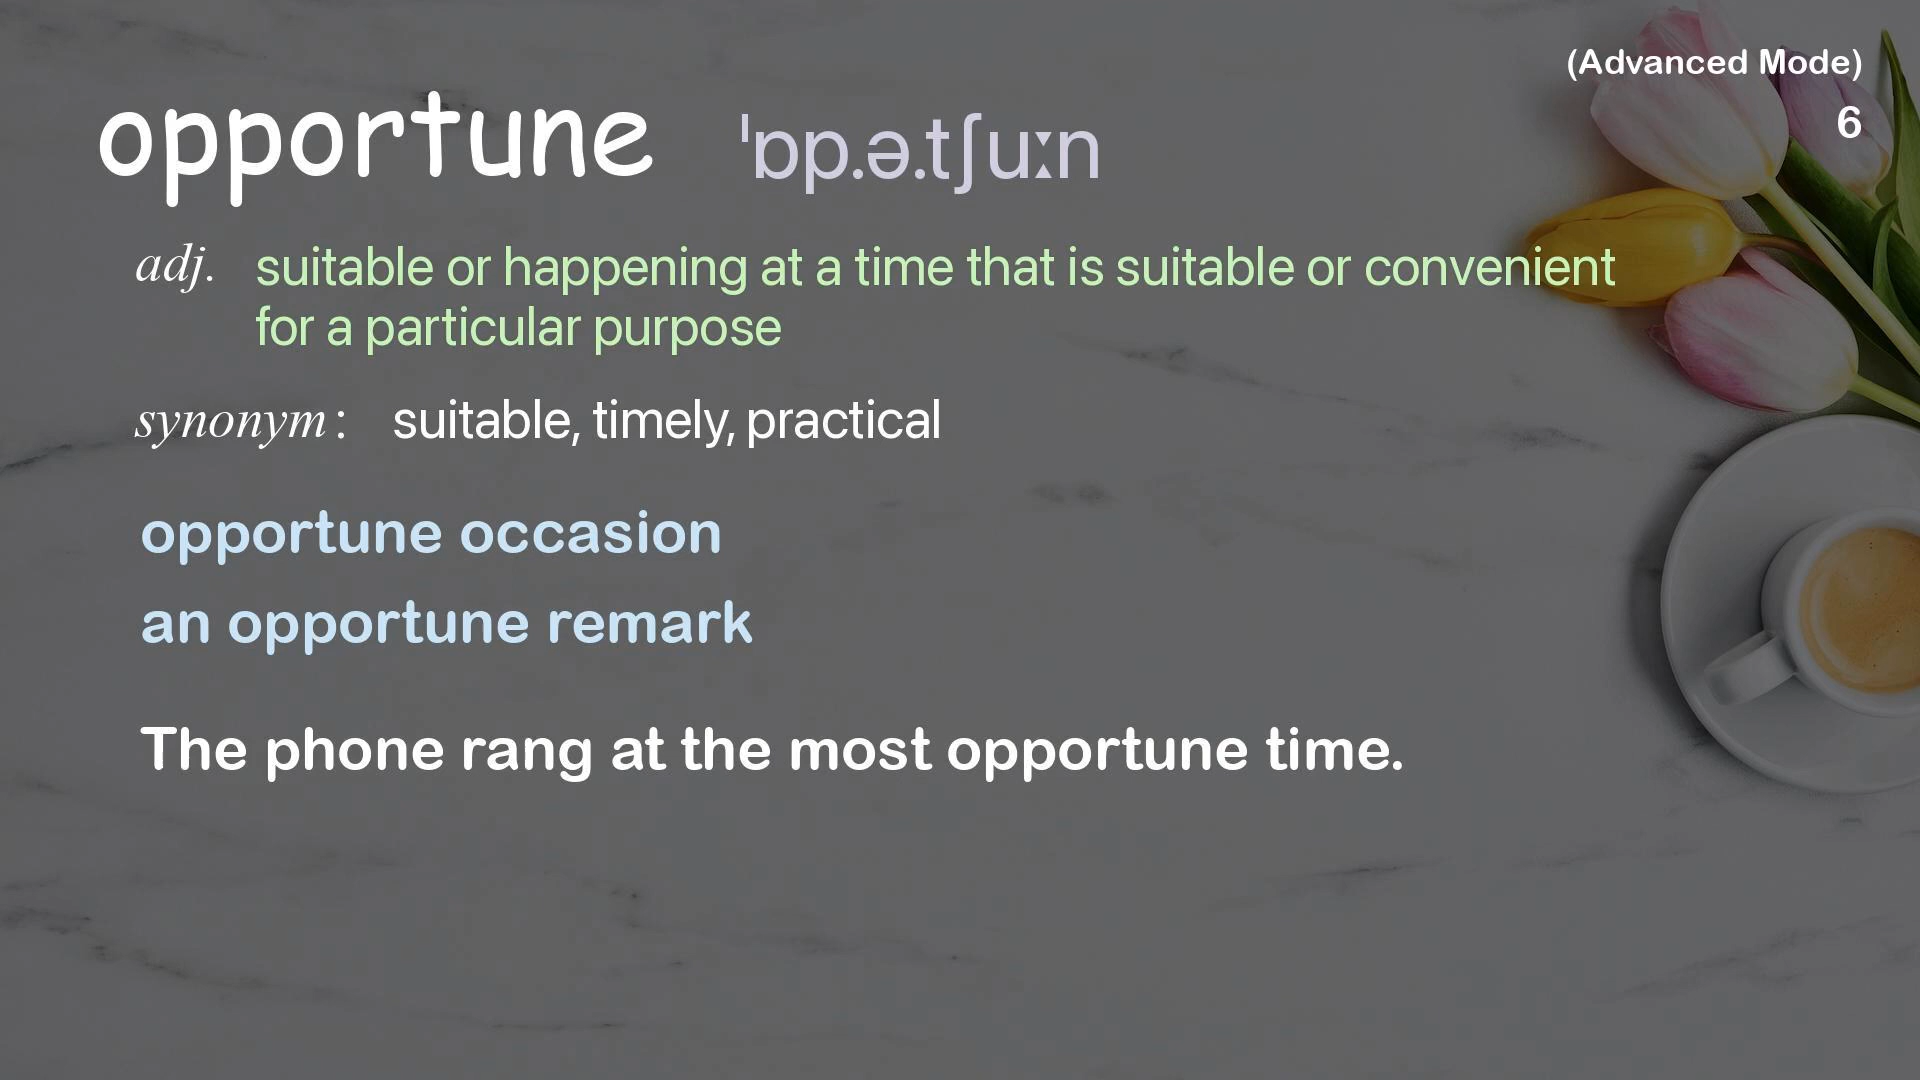 (Advanced Mode)
6
opportune ˈɒp.ə.tʃuːn
adj. suitable or happening at a time that is suitable or convenient
for a particular purpose
synonym: suitable, timely, practical
opportune occasion
an opportune remark
The phone rang at the most opportune time.